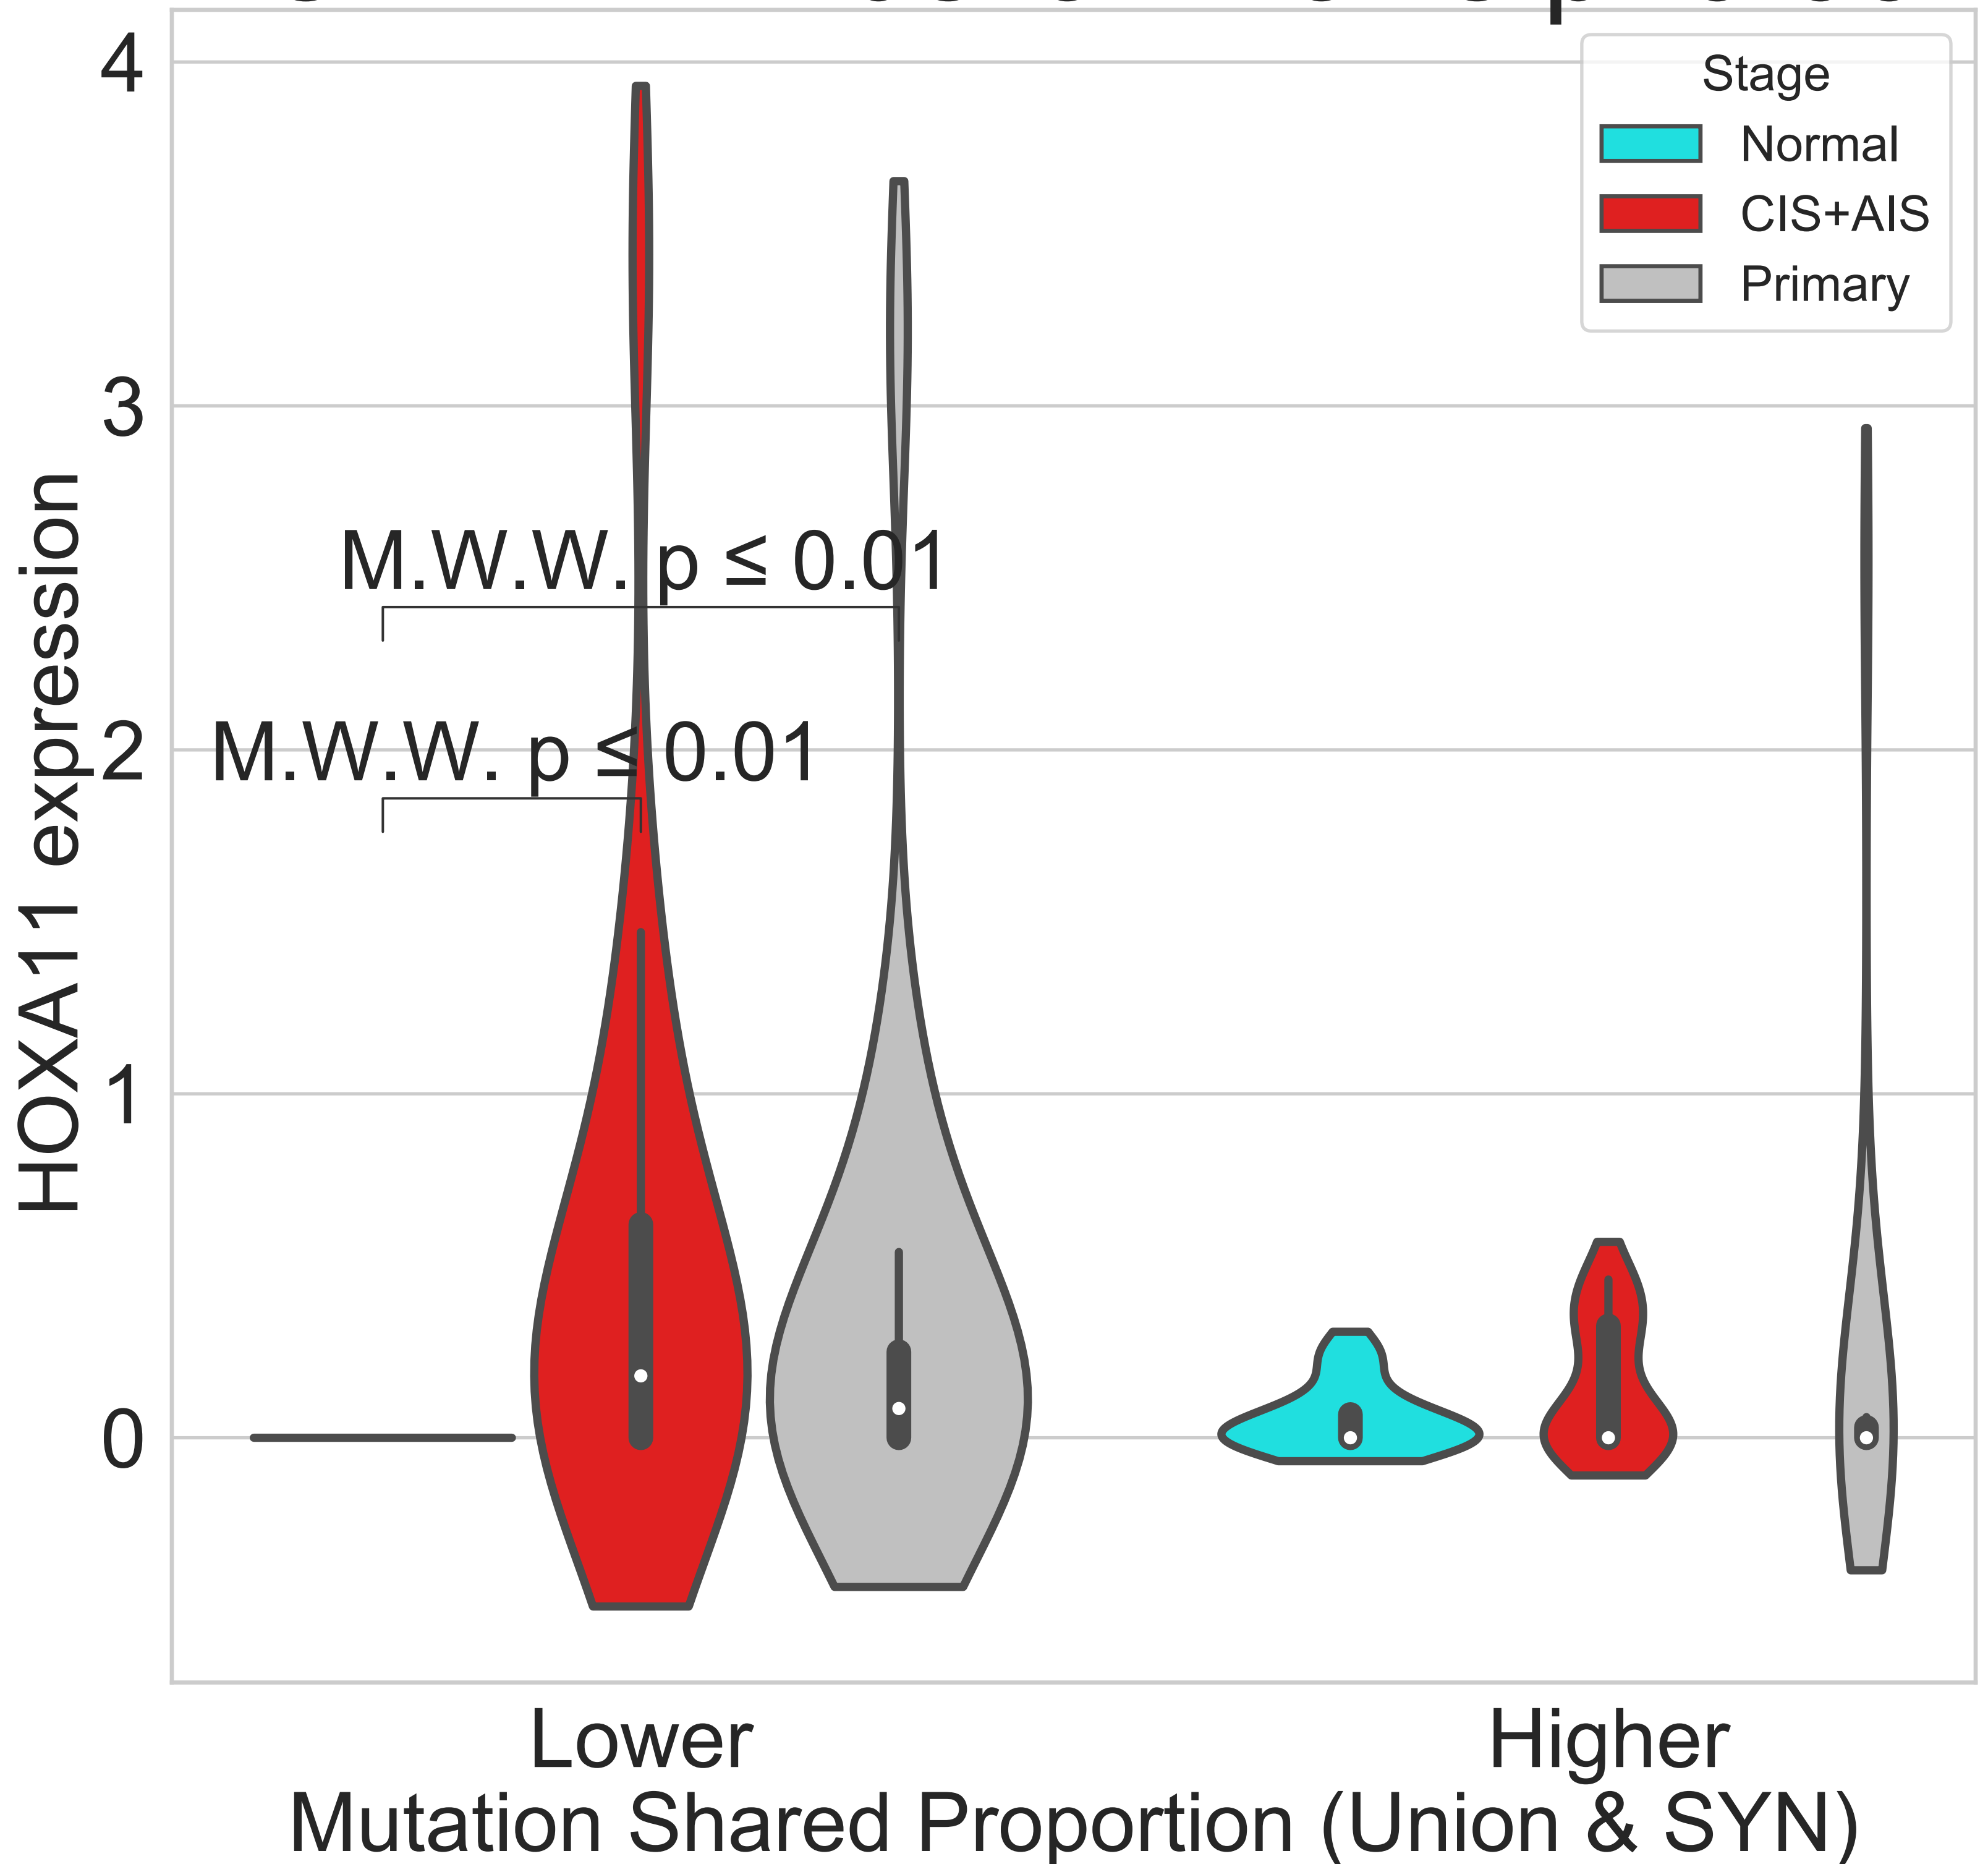 4
Stage
Normal
CIS+AIS
Primary
3
M.W.W. p ≤ 0.01
2
M.W.W. p ≤ 0.01
HOXA11 expression
1
0
Lower
Higher
Mutation Shared Proportion (Union & SYN)